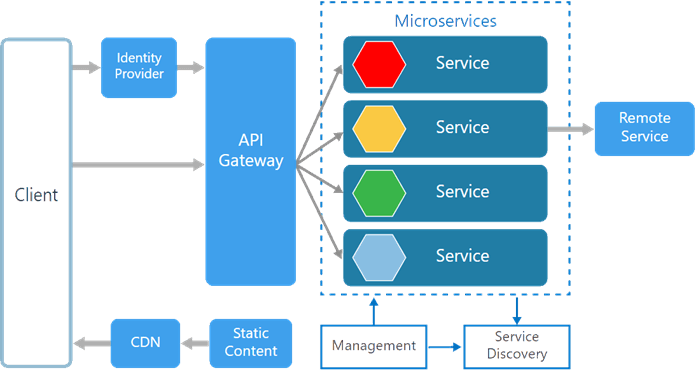 Microservices
Identity
Provider
Service
API
Gateway
Service
Remote
Service
Client
Service
Service
CDN
Static
Content
Management
Service
Discovery